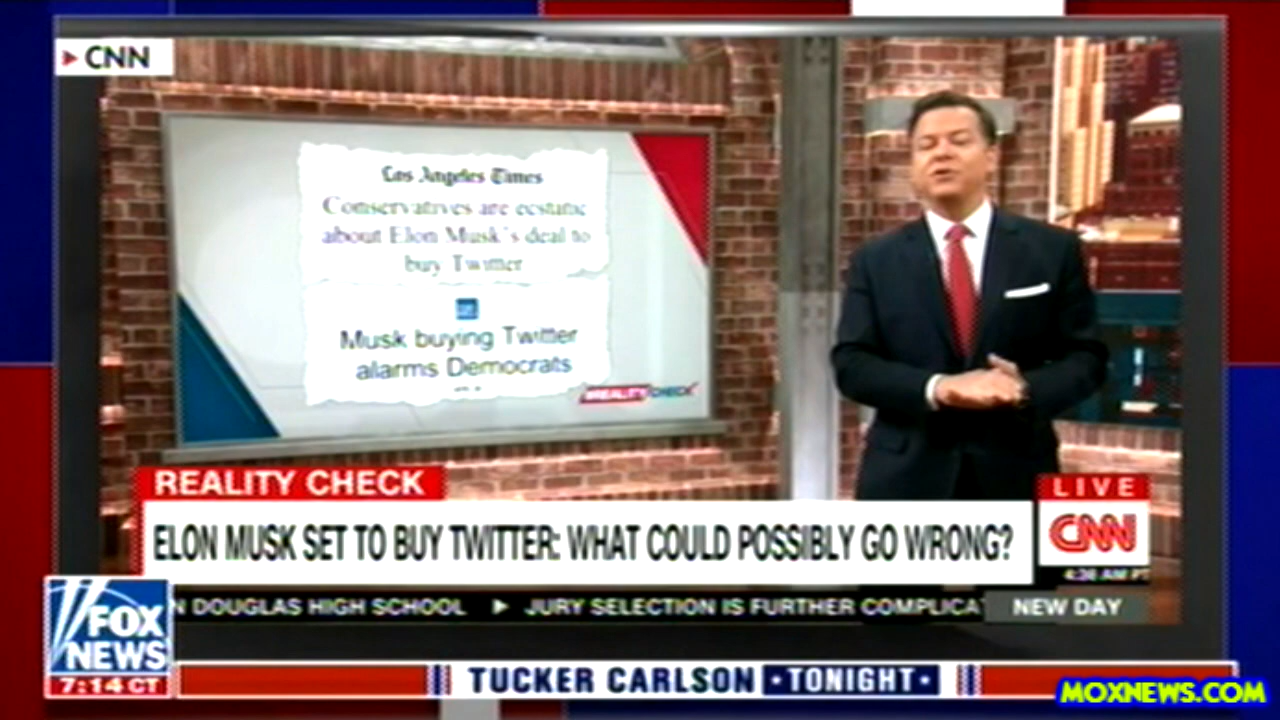 CNN
Los Angeles Times
Conservatives are ecstatic
about Elon Musk's deal to
buy Twitter
Musk buying Twitter
alarms Democrats
REALITY CHECK
REALITY CHECK
LIVE
ELON MUSK SET TO BUY TWITTER: WHAT COULD POSSIBLY GO WRONG?
CNN
4:36 AM PT
N DOUGLAS HIGH SCHOOL ▶ JURY SELECTION IS FURTHER COMPLICAT
NEW DAY
FOX
NEWS
7:14 CT
TUCKER CARLSON •TONIGHT•
MOXNEWS.COM